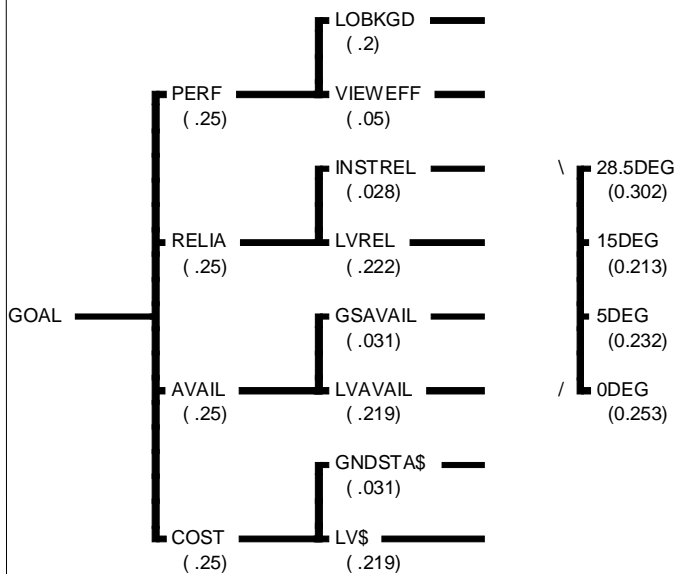 LOBKGD
( .2)
PERF VIEWEFF
( .25) ( .05)
INSTREL \ 28.5DEG
( .028) (0.302)
RELIA LVREL 15DEG
( .25) ( .222) (0.213)
GOAL GSAVAIL 5DEG
( .031) (0.232)
AVAIL LVAVAIL / 0DEG
( .25) ( .219) (0.253)
GNDSTA$
( .031)
COST LV$
( .25) ( .219)